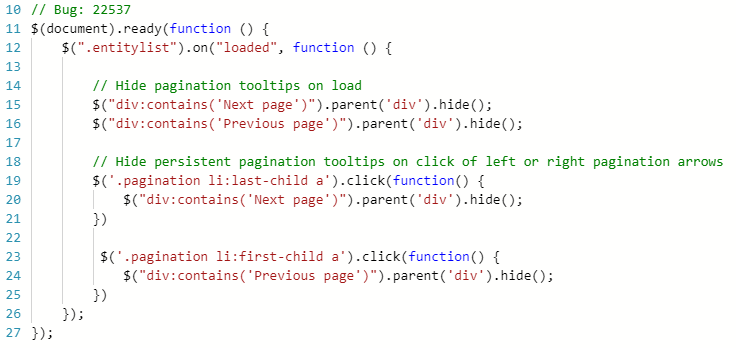 10 // Bug: 22537
11 $(document).ready(function () {
12     $(".entitylist").on("loaded", function () {
13
14         // Hide pagination tooltips on load
15         $("div:contains('Next page')").parent('div').hide();
16         $("div:contains('Previous page')").parent('div').hide();
17
18         // Hide persistent pagination tooltips on click of left or right pagination arrows
19         $('.pagination li:last-child a').click(function() {
20             $("div:contains('Next page')").parent('div').hide();
21         })
22
23          $('.pagination li:first-child a').click(function() {
24             $("div:contains('Previous page')").parent('div').hide();
25         })
26     });
27 });